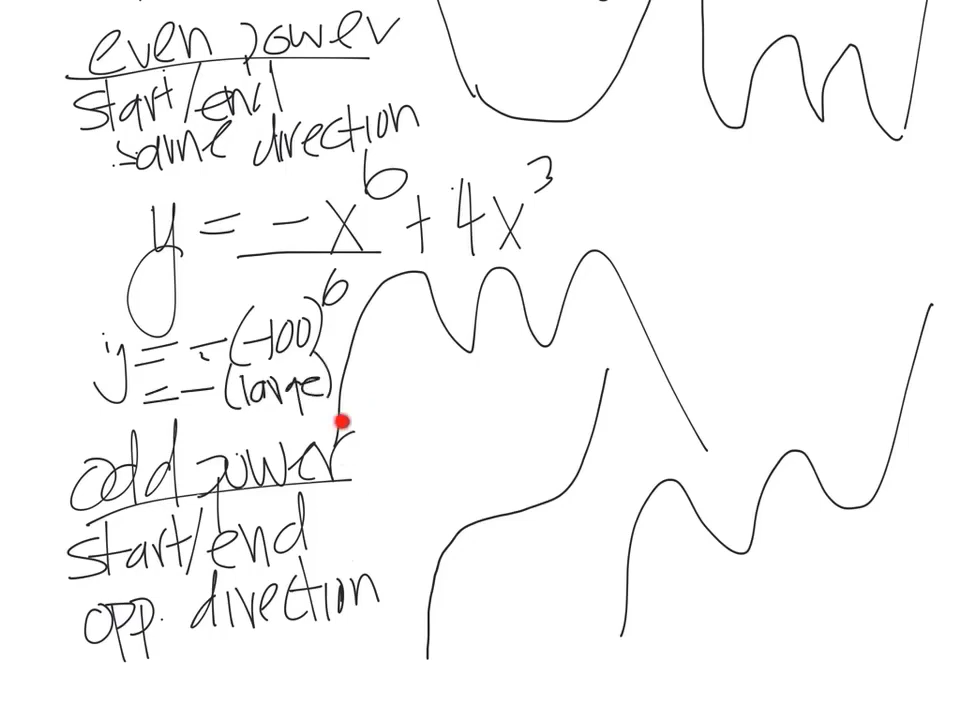 even power
start/end
same direction
y = -x^6 + 4x^3
y = -(-100)^6
= -(large)
odd power
start/end
opp. direction